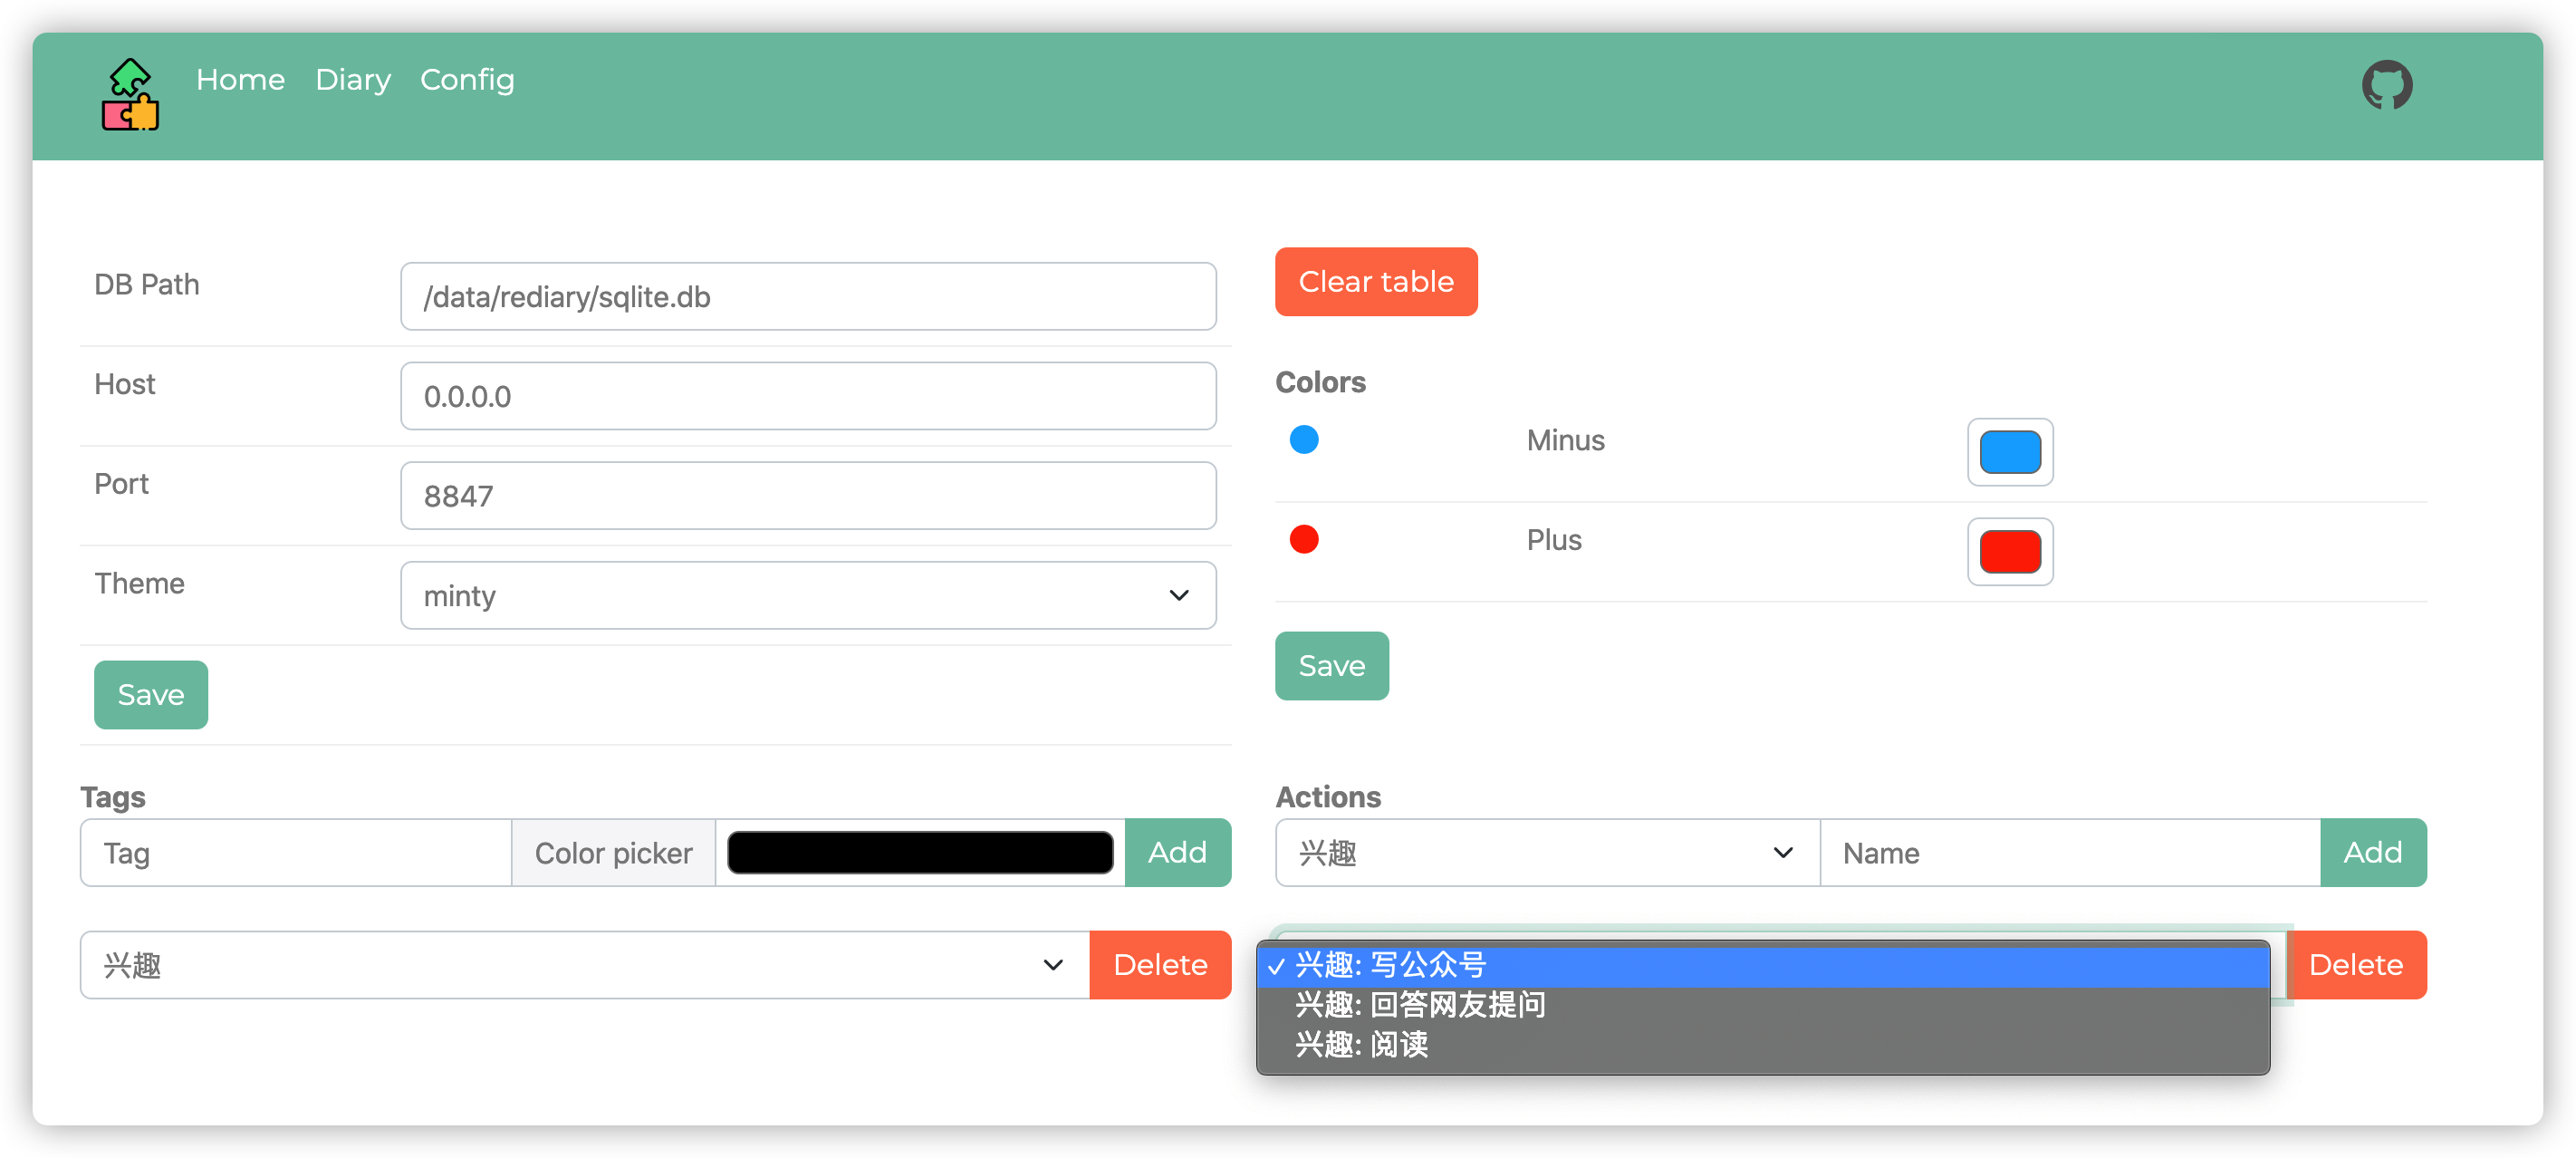 Home Diary Config
DB Path
/data/rediary/sqlite.db
Host
0.0.0.0
Port
8847
Theme
minty
Save
Clear table
Colors
Minus
Plus
Save
Tags
Tag
Color picker
Add
兴趣
Delete
Actions
兴趣
Name
Add
✓ 兴趣: 写公众号
兴趣: 回答网友提问
兴趣: 阅读
Delete